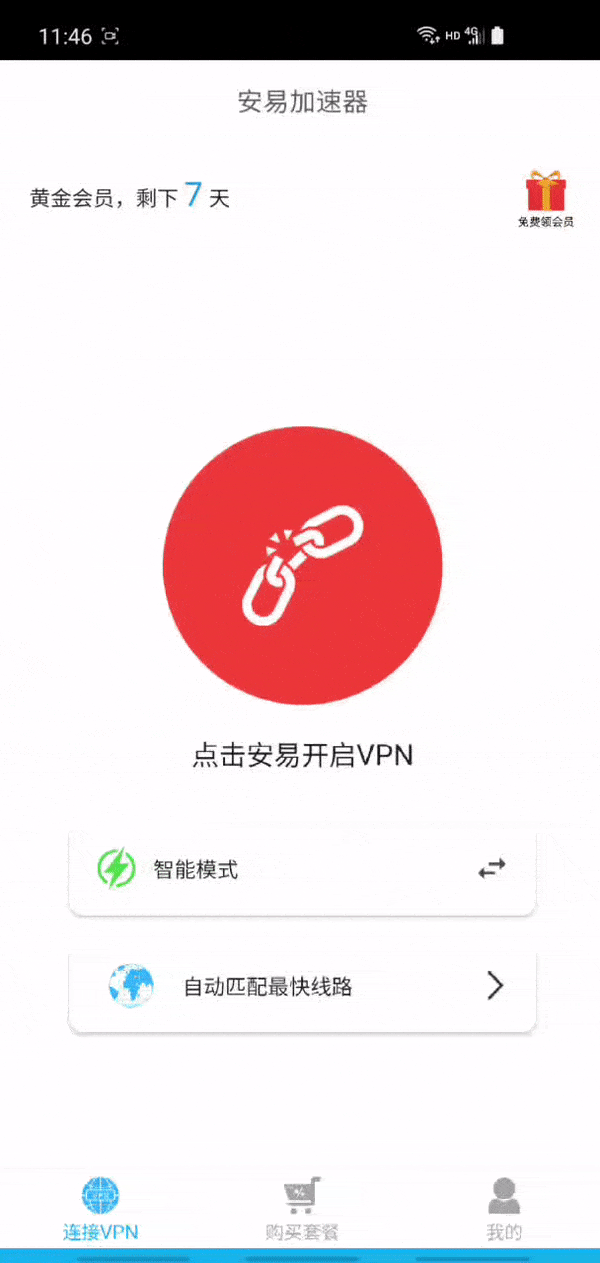 11:46 HD 4G
安易加速器
黄金会员，剩下 7 天
免费领会员
点击安易开启VPN
智能模式
自动匹配最快线路
VPN
连接VPN 购买套餐 我的